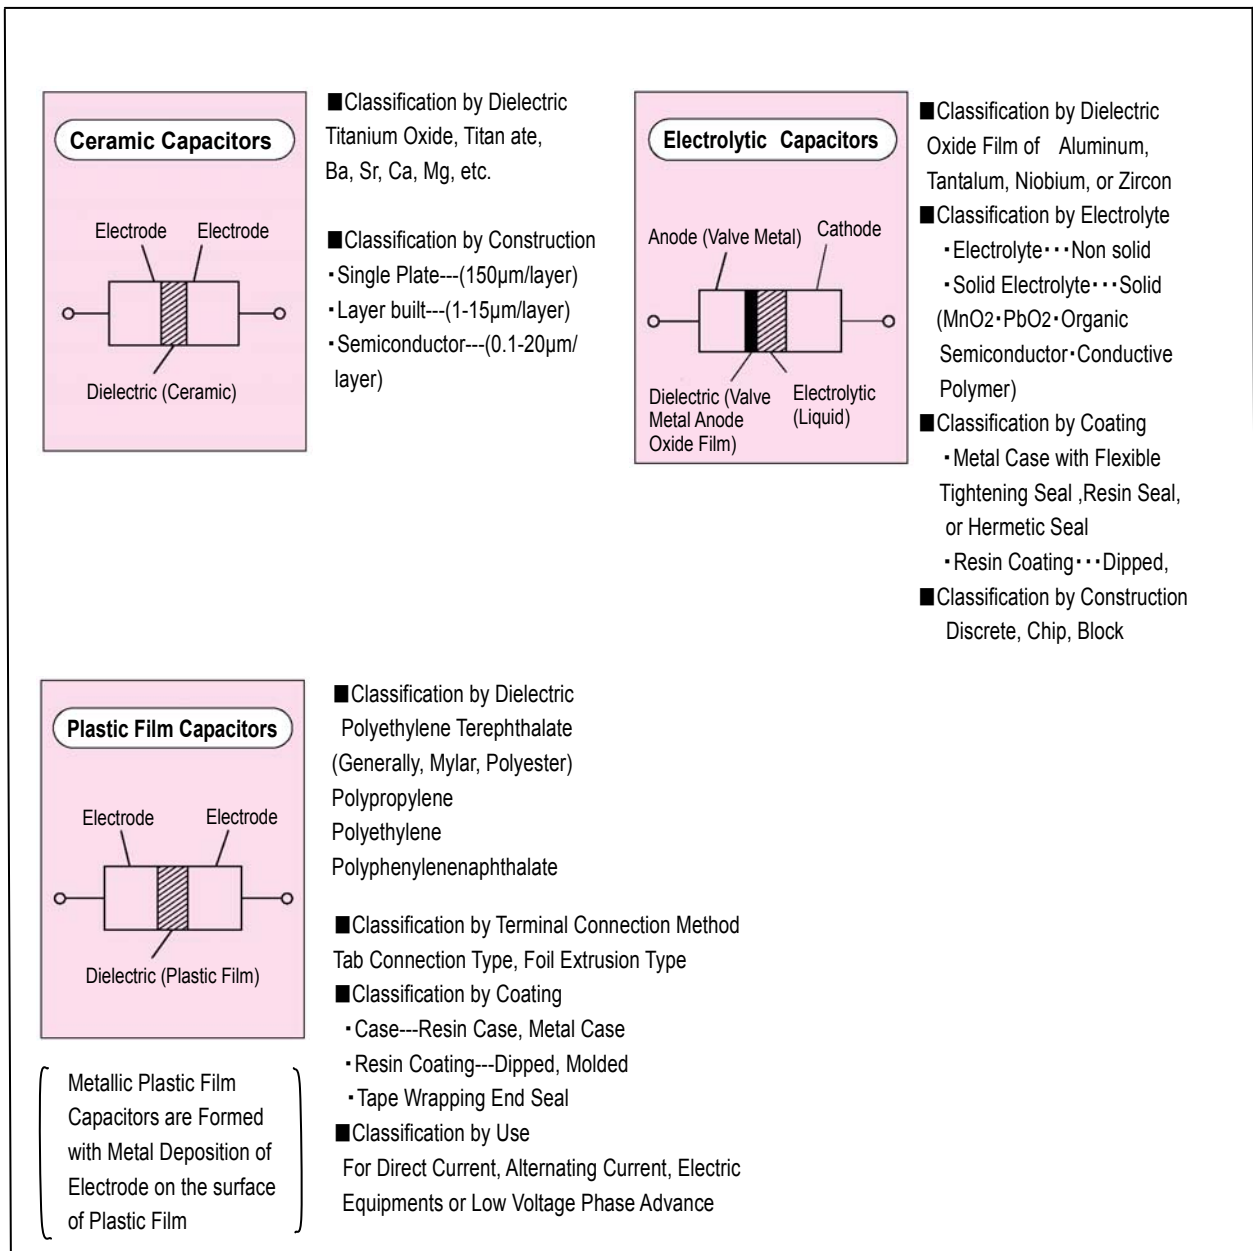 Ceramic Capacitors
Electrode Electrode
Dielectric (Ceramic)
■Classification by Dielectric
Titanium Oxide, Titan ate,
Ba, Sr, Ca, Mg, etc.
■Classification by Construction
・Single Plate---(150μm/layer)
・Layer built---(1-15μm/layer)
・Semiconductor---(0.1-20μm/
layer)
Electrolytic Capacitors
Anode (Valve Metal) Cathode
Dielectric (Valve
Metal Anode
Oxide Film)
Electrolytic
(Liquid)
■Classification by Dielectric
Oxide Film of Aluminum,
Tantalum, Niobium, or Zircon
■Classification by Electrolyte
・Electrolyte・・・Non solid
・Solid Electrolyte・・・Solid
(MnO2・PbO2・Organic
Semiconductor・Conductive
Polymer)
■Classification by Coating
・Metal Case with Flexible
Tightening Seal ,Resin Seal,
or Hermetic Seal
・Resin Coating・・・Dipped,
■Classification by Construction
Discrete, Chip, Block
Plastic Film Capacitors
Electrode Electrode
Dielectric (Plastic Film)
Metallic Plastic Film
Capacitors are Formed
with Metal Deposition of
Electrode on the surface
of Plastic Film
■Classification by Dielectric
Polyethylene Terephthalate
(Generally, Mylar, Polyester)
Polypropylene
Polyethylene
Polyphenylenenaphthalate
■Classification by Terminal Connection Method
Tab Connection Type, Foil Extrusion Type
■Classification by Coating
・Case---Resin Case, Metal Case
・Resin Coating---Dipped, Molded
・Tape Wrapping End Seal
■Classification by Use
For Direct Current, Alternating Current, Electric
Equipments or Low Voltage Phase Advance